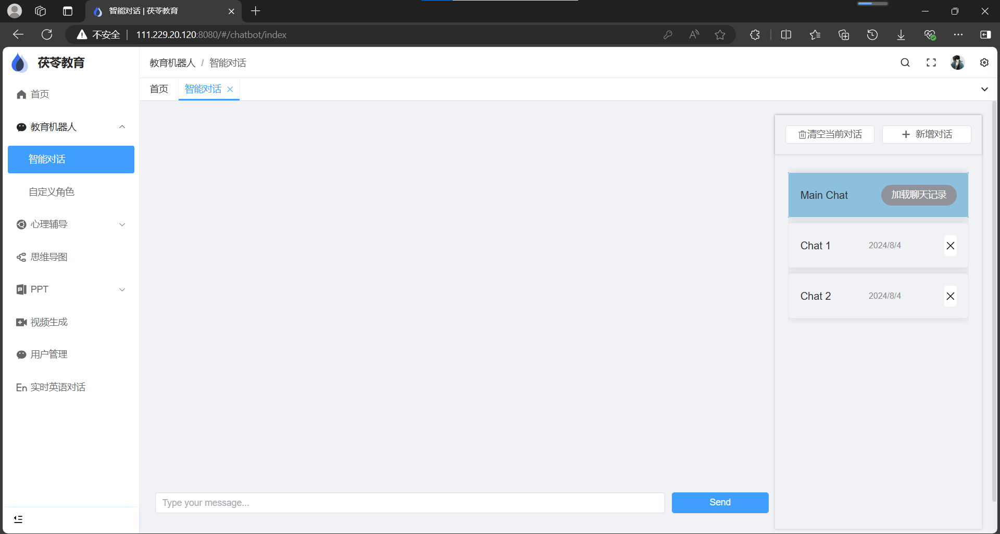 智能对话 | 茯苓教育
不安全
111.229.20.120:8080/#/chatbot/index
茯苓教育
首页
教育机器人
智能对话
自定义角色
心理辅导
思维导图
PPT
视频生成
用户管理
En 实时英语对话
教育机器人 / 智能对话
首页
智能对话
清空当前对话
新增对话
Main Chat
加载聊天记录
Chat 1
2024/8/4
Chat 2
2024/8/4
Type your message...
Send